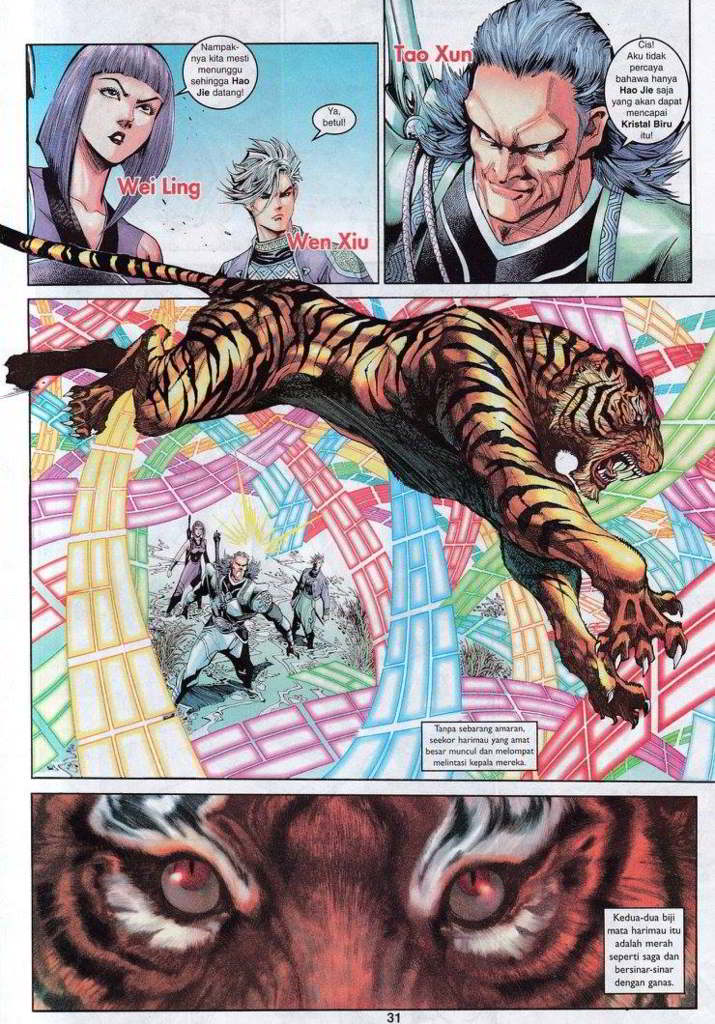 Nampak-
nya kita mesti
menunggu
sehingga Hao
Jie datang!
Ya,
betul!
Wei Ling
Wen Xiu
Tao Xun
Cis!
Aku tidak
percaya
bahawa hanya
Hao Jie saja
yang akan dapat
mencapai
Kristal Biru
itu!
Tanpa sebarang amaran,
seekor harimau yang amat
besar muncul dan melompat
melintasi kepala mereka.
Kedua-dua biji
mata harimau itu
adalah merah
seperti saga dan
bersinar-sinar
dengan ganas.
31